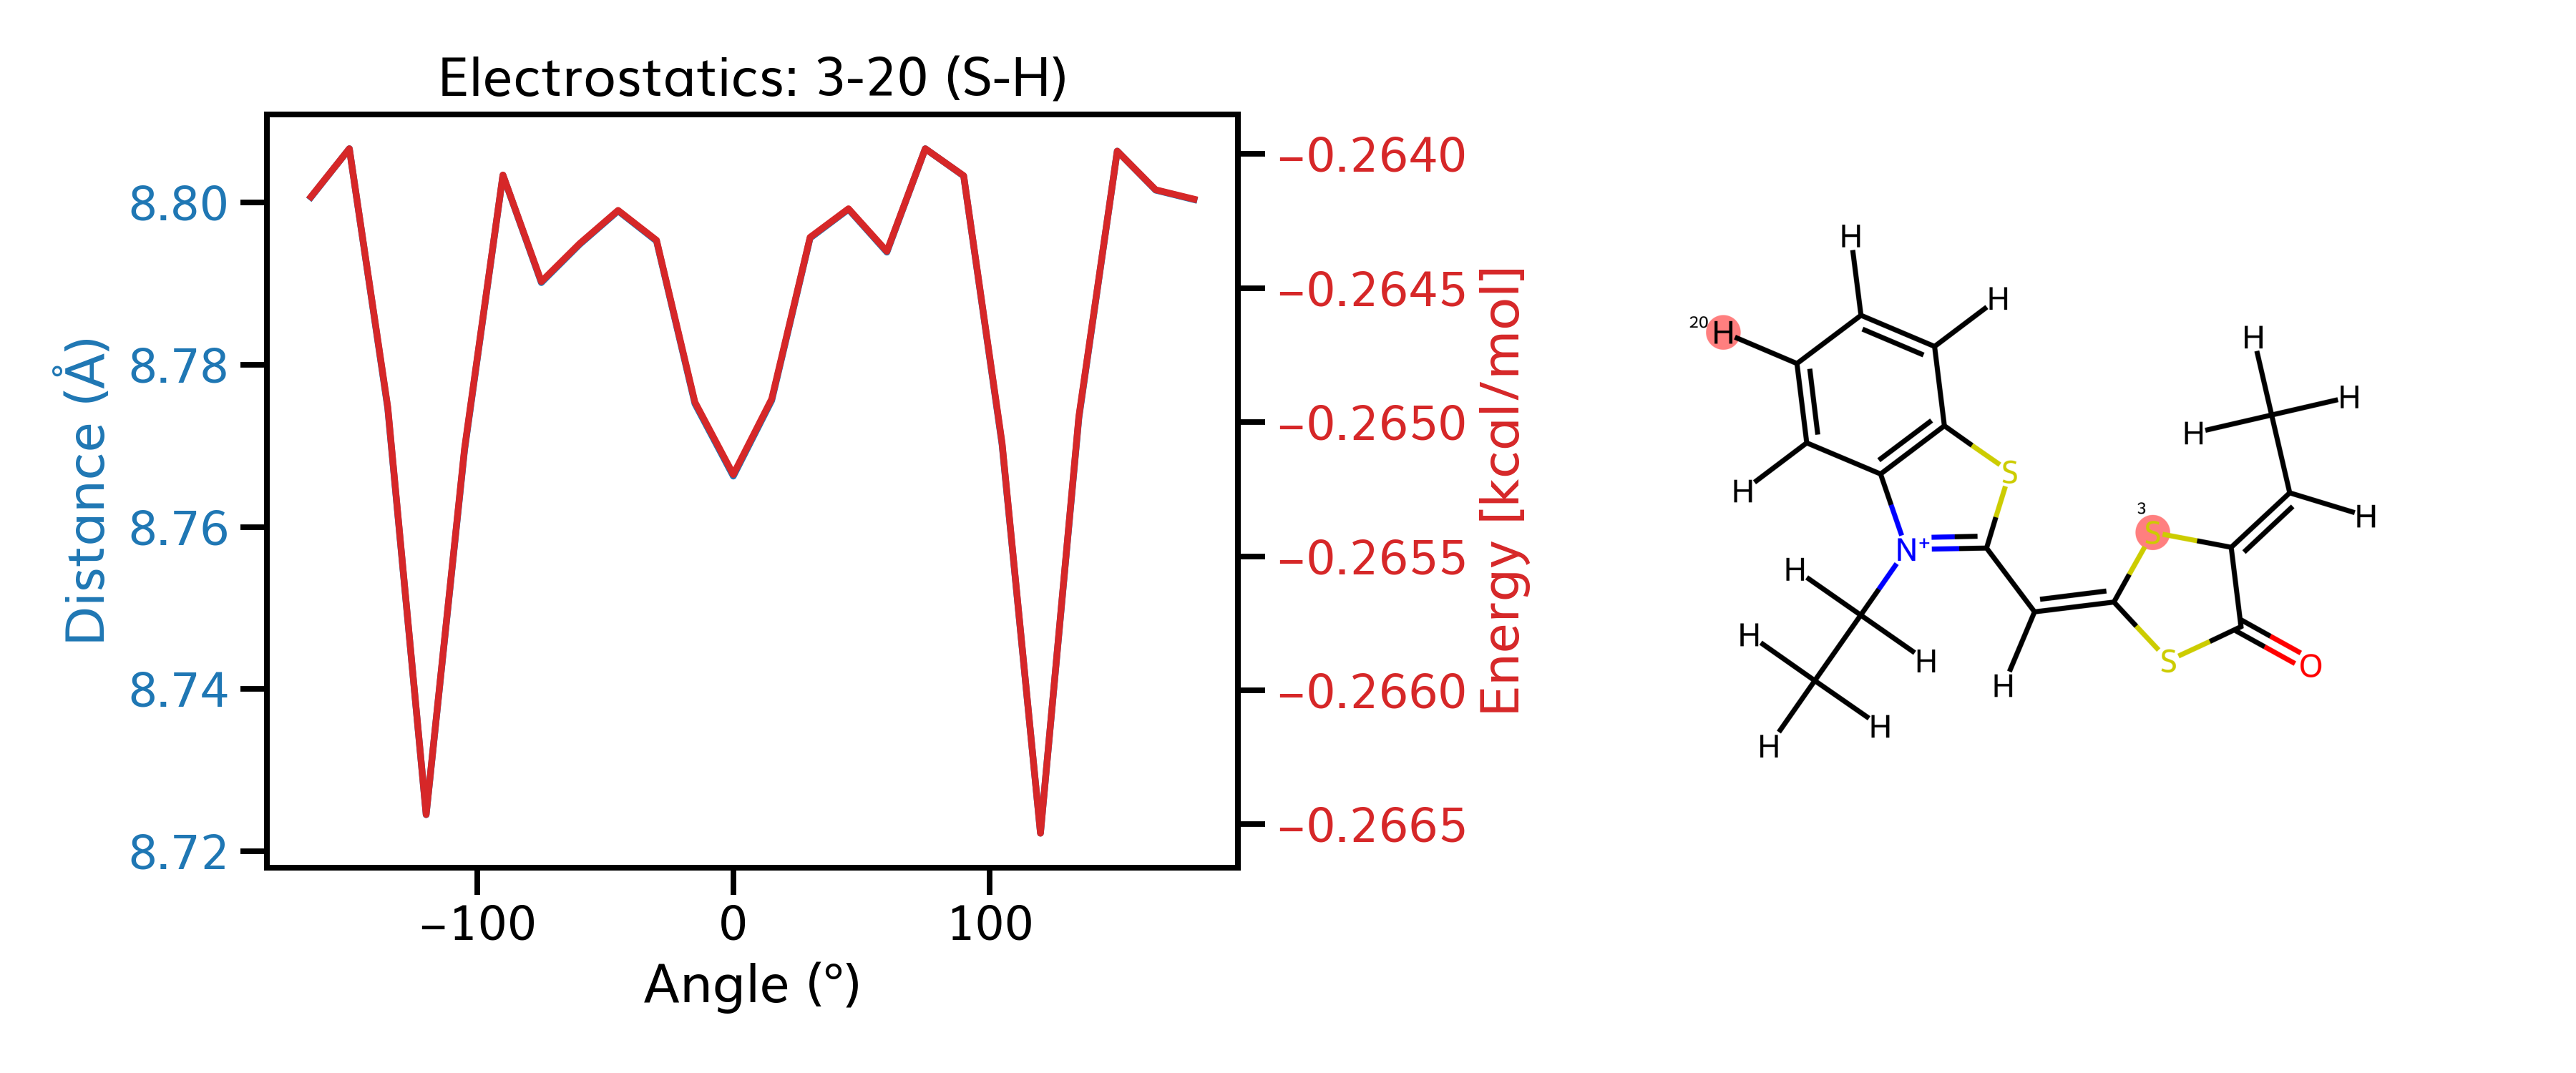 Electrostatics: 3-20 (S-H)
Distance (Å)
8.80
8.78
8.76
8.74
8.72
−0.2640
−0.2645
−0.2650
−0.2655
−0.2660
−0.2665
Energy [kcal/mol]
−100 0 100
Angle (°)
H
H
20 H
H
H
H
H
S
H
3
S
H
N+
H
H
S
O
H
H
H
H